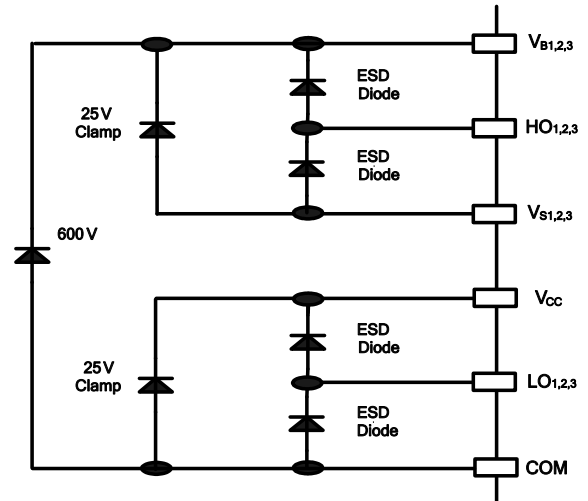 VB1,2,3
ESD
Diode
25V
Clamp
HO1,2,3
ESD
Diode
VS1,2,3
600V
VCC
ESD
Diode
25V
Clamp
LO1,2,3
ESD
Diode
COM